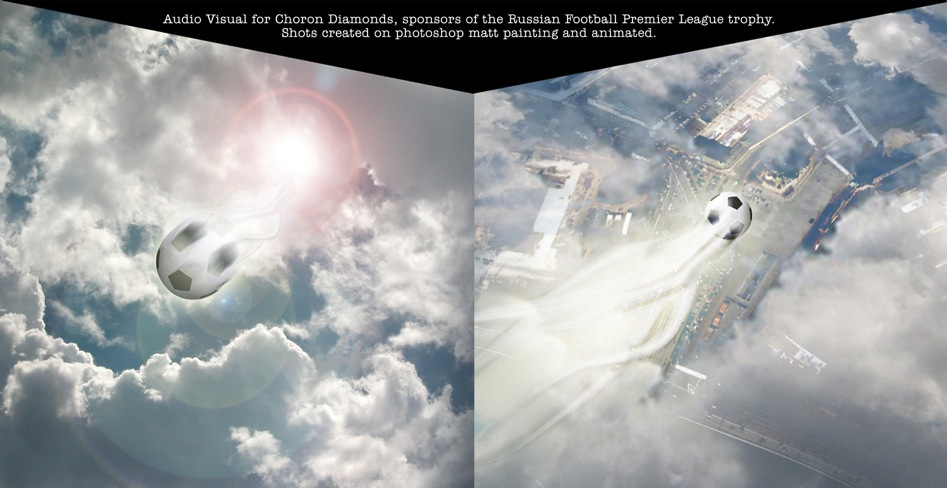 Audio Visual for Choron Diamonds, sponsors of the Russian Football Premier League trophy.
Shots created on photoshop matt painting and animated.